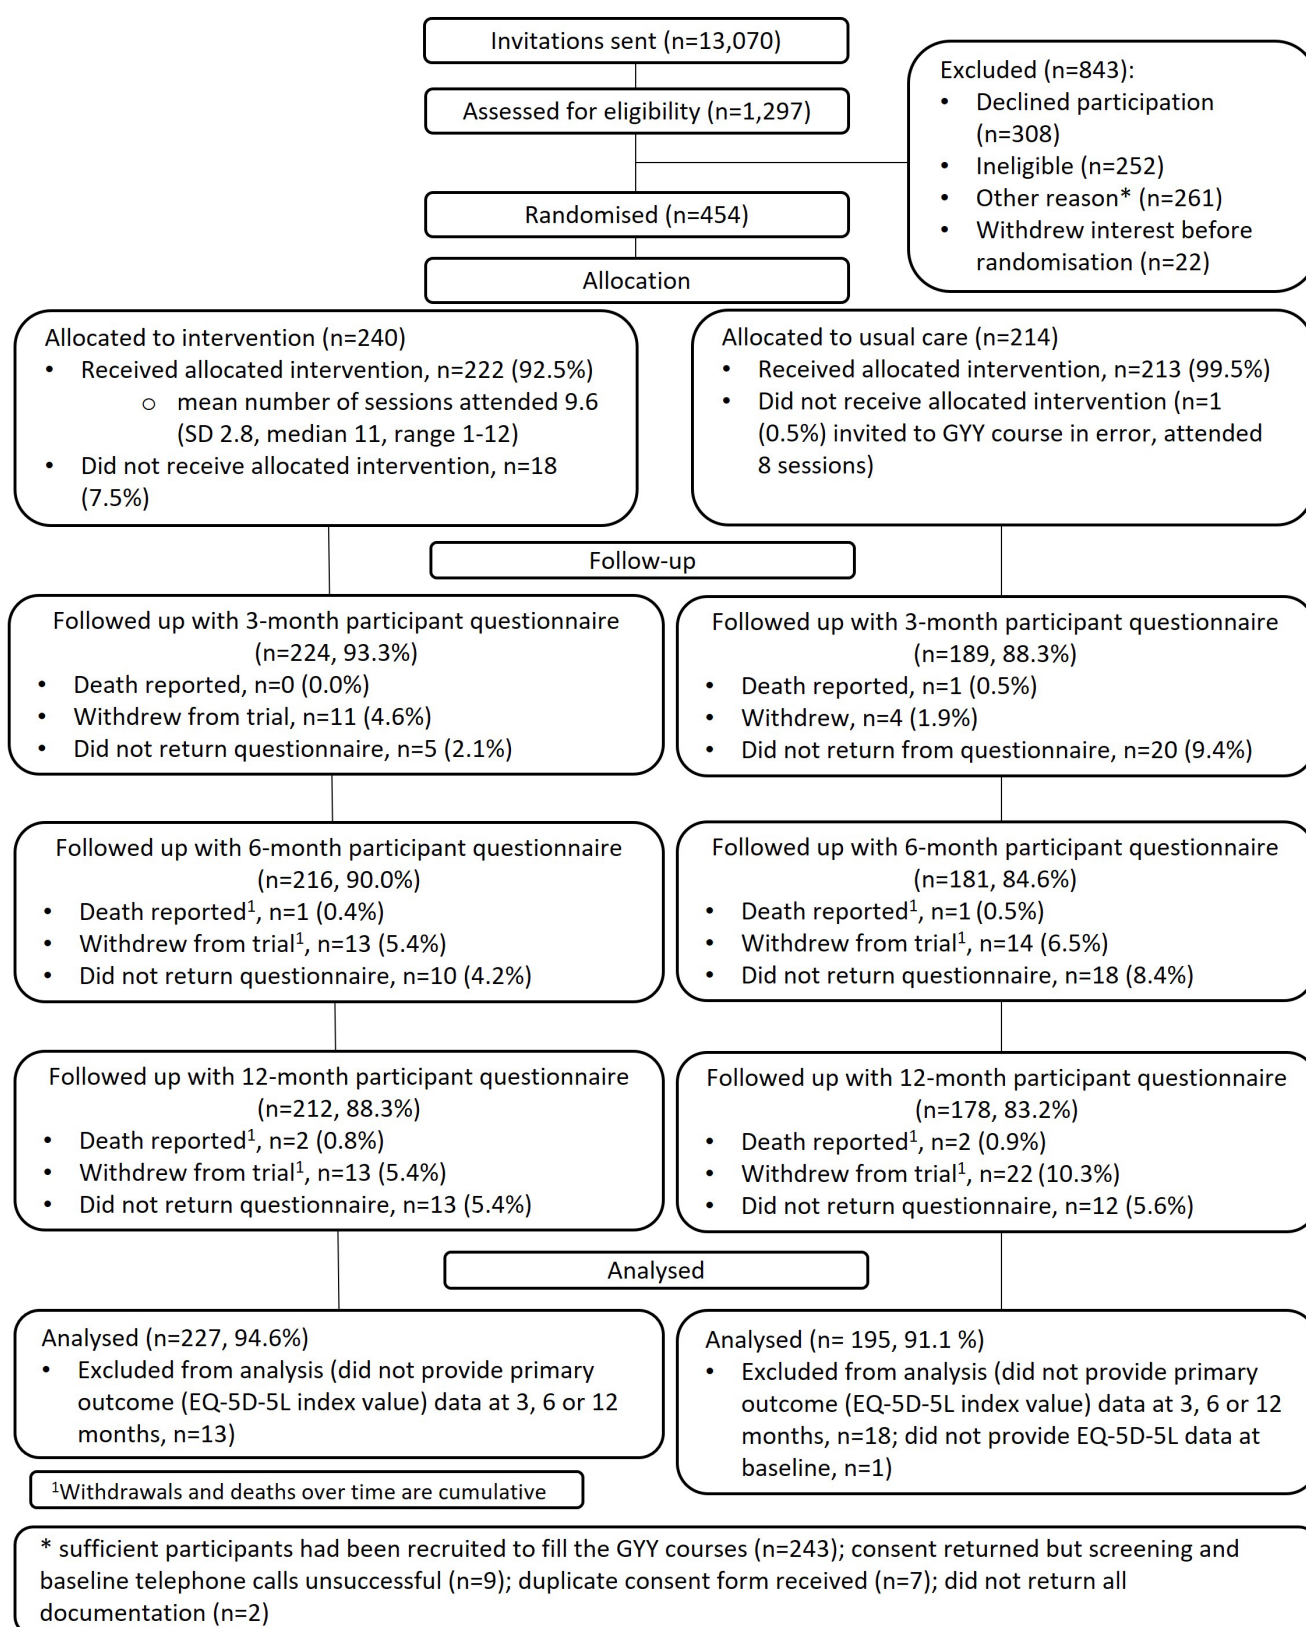 Invitations sent (n=13,070)
Assessed for eligibility (n=1,297)
Excluded (n=843):
• Declined participation
(n=308)
• Ineligible (n=252)
• Other reason* (n=261)
• Withdrew interest before
randomisation (n=22)
Randomised (n=454)
Allocation
Allocated to intervention (n=240)
• Received allocated intervention, n=222 (92.5%)
o mean number of sessions attended 9.6
(SD 2.8, median 11, range 1-12)
• Did not receive allocated intervention, n=18
(7.5%)
Allocated to usual care (n=214)
• Received allocated intervention, n=213 (99.5%)
• Did not receive allocated intervention (n=1
(0.5%) invited to GYY course in error, attended
8 sessions)
Follow-up
Followed up with 3-month participant questionnaire
(n=224, 93.3%)
• Death reported, n=0 (0.0%)
• Withdrew from trial, n=11 (4.6%)
• Did not return questionnaire, n=5 (2.1%)
Followed up with 3-month participant questionnaire
(n=189, 88.3%)
• Death reported, n=1 (0.5%)
• Withdrew, n=4 (1.9%)
• Did not return from questionnaire, n=20 (9.4%)
Followed up with 6-month participant questionnaire
(n=216, 90.0%)
• Death reported¹, n=1 (0.4%)
• Withdrew from trial¹, n=13 (5.4%)
• Did not return questionnaire, n=10 (4.2%)
Followed up with 6-month participant questionnaire
(n=181, 84.6%)
• Death reported¹, n=1 (0.5%)
• Withdrew from trial¹, n=14 (6.5%)
• Did not return questionnaire, n=18 (8.4%)
Followed up with 12-month participant questionnaire
(n=212, 88.3%)
• Death reported¹, n=2 (0.8%)
• Withdrew from trial¹, n=13 (5.4%)
• Did not return questionnaire, n=13 (5.4%)
Followed up with 12-month participant questionnaire
(n=178, 83.2%)
• Death reported¹, n=2 (0.9%)
• Withdrew from trial¹, n=22 (10.3%)
• Did not return questionnaire, n=12 (5.6%)
Analysed
Analysed (n=227, 94.6%)
• Excluded from analysis (did not provide primary
outcome (EQ-5D-5L index value) data at 3, 6 or 12
months, n=13)
Analysed (n= 195, 91.1 %)
• Excluded from analysis (did not provide primary
outcome (EQ-5D-5L index value) data at 3, 6 or 12
months, n=18; did not provide EQ-5D-5L data at
baseline, n=1)
¹Withdrawals and deaths over time are cumulative
* sufficient participants had been recruited to fill the GYY courses (n=243); consent returned but screening and
baseline telephone calls unsuccessful (n=9); duplicate consent form received (n=7); did not return all
documentation (n=2)